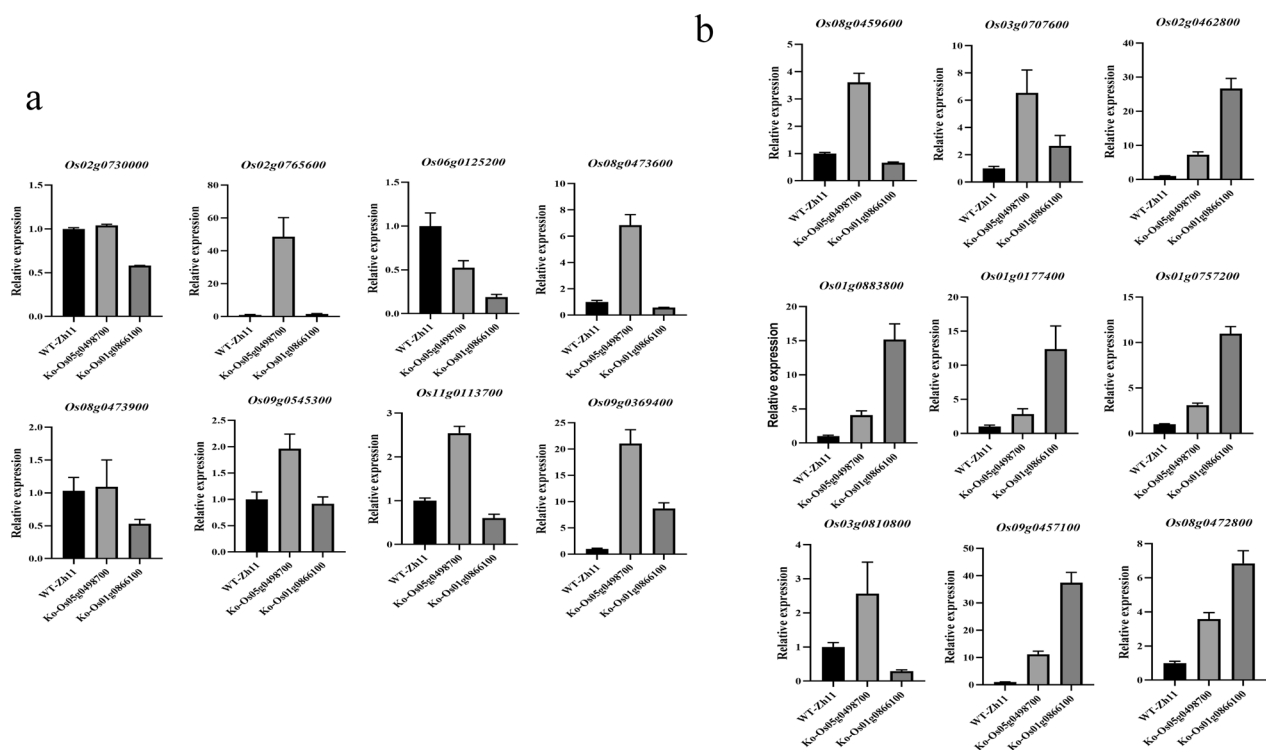 a
Os02g0730000
Relative expression
1.5
1.0
0.5
0.0
WT-Zh11
Ko-Os05g0498700
Ko-Os01g0866100
Os02g0765600
Relative expression
80
60
40
20
0
WT-Zh11
Ko-Os05g0498700
Ko-Os01g0866100
Os06g0125200
Relative expression
1.5
1.0
0.5
0.0
WT-Zh11
Ko-Os05g0498700
Ko-Os01g0866100
Os08g0473600
Relative expression
10
8
6
4
2
0
WT-Zh11
Ko-Os05g0498700
Ko-Os01g0866100
Os08g0473900
Relative expression
2.0
1.5
1.0
0.5
0.0
WT-Zh11
Ko-Os05g0498700
Ko-Os01g0866100
Os09g0545300
Relative expression
2.5
2.0
1.5
1.0
0.5
0.0
WT-Zh11
Ko-Os05g0498700
Ko-Os01g0866100
Os11g0113700
Relative expression
3
2
1
0
WT-Zh11
Ko-Os05g0498700
Ko-Os01g0866100
Os09g0369400
Relative expression
25
20
15
10
5
0
WT-Zh11
Ko-Os05g0498700
Ko-Os01g0866100
b
Os08g0459600
Relative expression
5
4
3
2
1
0
WT-Zh11
Ko-Os05g0498700
Ko-Os01g0866100
Os03g0707600
Relative expression
10
8
6
4
2
0
WT-Zh11
Ko-Os05g0498700
Ko-Os01g0866100
Os02g0462800
Relative expression
40
30
20
10
0
WT-Zh11
Ko-Os05g0498700
Ko-Os01g0866100
Os01g0883800
Relative expression
20
15
10
5
0
WT-Zh11
Ko-Os05g0498700
Ko-Os01g0866100
Os01g0177400
Relative expression
20
15
10
5
0
WT-Zh11
Ko-Os05g0498700
Ko-Os01g0866100
Os01g0757200
Relative expression
15
10
5
0
WT-Zh11
Ko-Os05g0498700
Ko-Os01g0866100
Os03g0810800
Relative expression
4
3
2
1
0
WT-Zh11
Ko-Os05g0498700
Ko-Os01g0866100
Os09g0457100
Relative expression
50
40
30
20
10
0
WT-Zh11
Ko-Os05g0498700
Ko-Os01g0866100
Os08g0472800
Relative expression
8
6
4
2
0
WT-Zh11
Ko-Os05g0498700
Ko-Os01g0866100